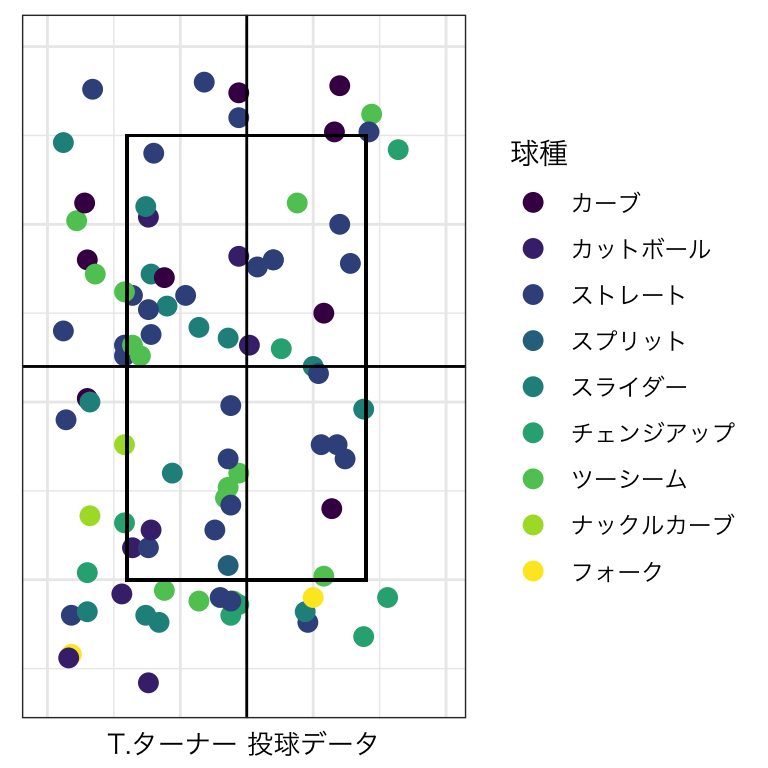 球種
カーブ
カットボール
ストレート
スプリット
スライダー
チェンジアップ
ツーシーム
ナックルカーブ
フォーク
T.ターナー 投球データ